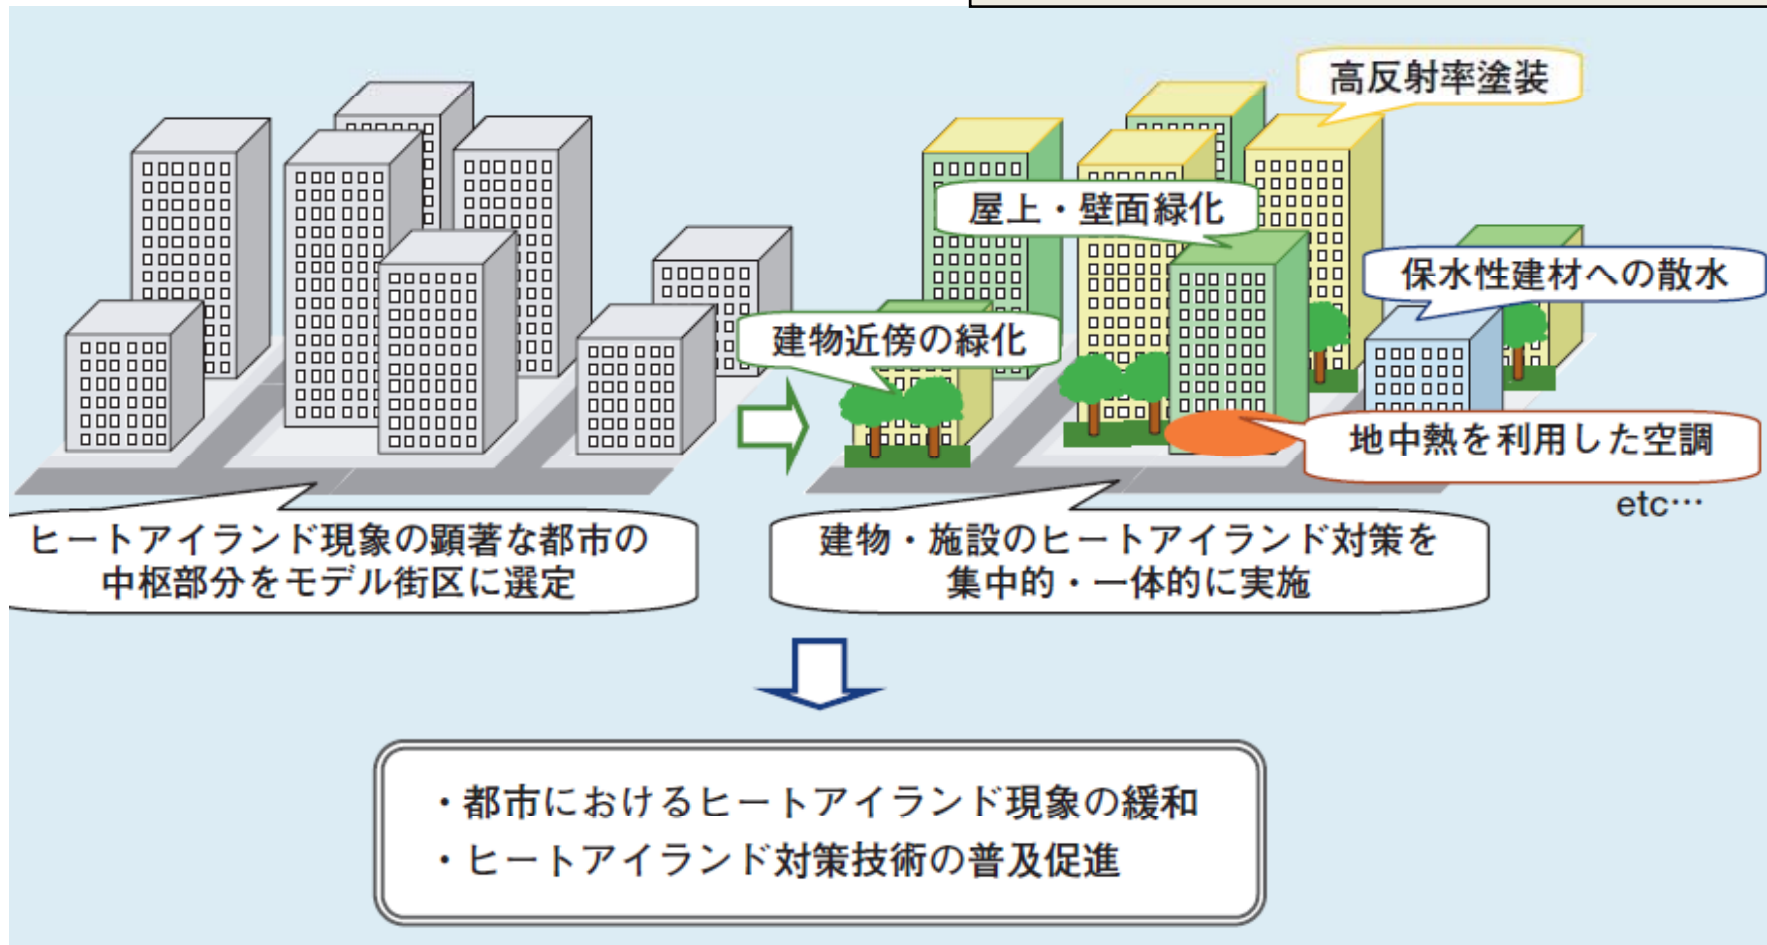 高反射率塗装
屋上・壁面緑化
保水性建材への散水
建物近傍の緑化
地中熱を利用した空調
etc…
ヒートアイランド現象の顕著な都市の
中枢部分をモデル街区に選定
建物・施設のヒートアイランド対策を
集中的・一体的に実施
・都市におけるヒートアイランド現象の緩和
・ヒートアイランド対策技術の普及促進